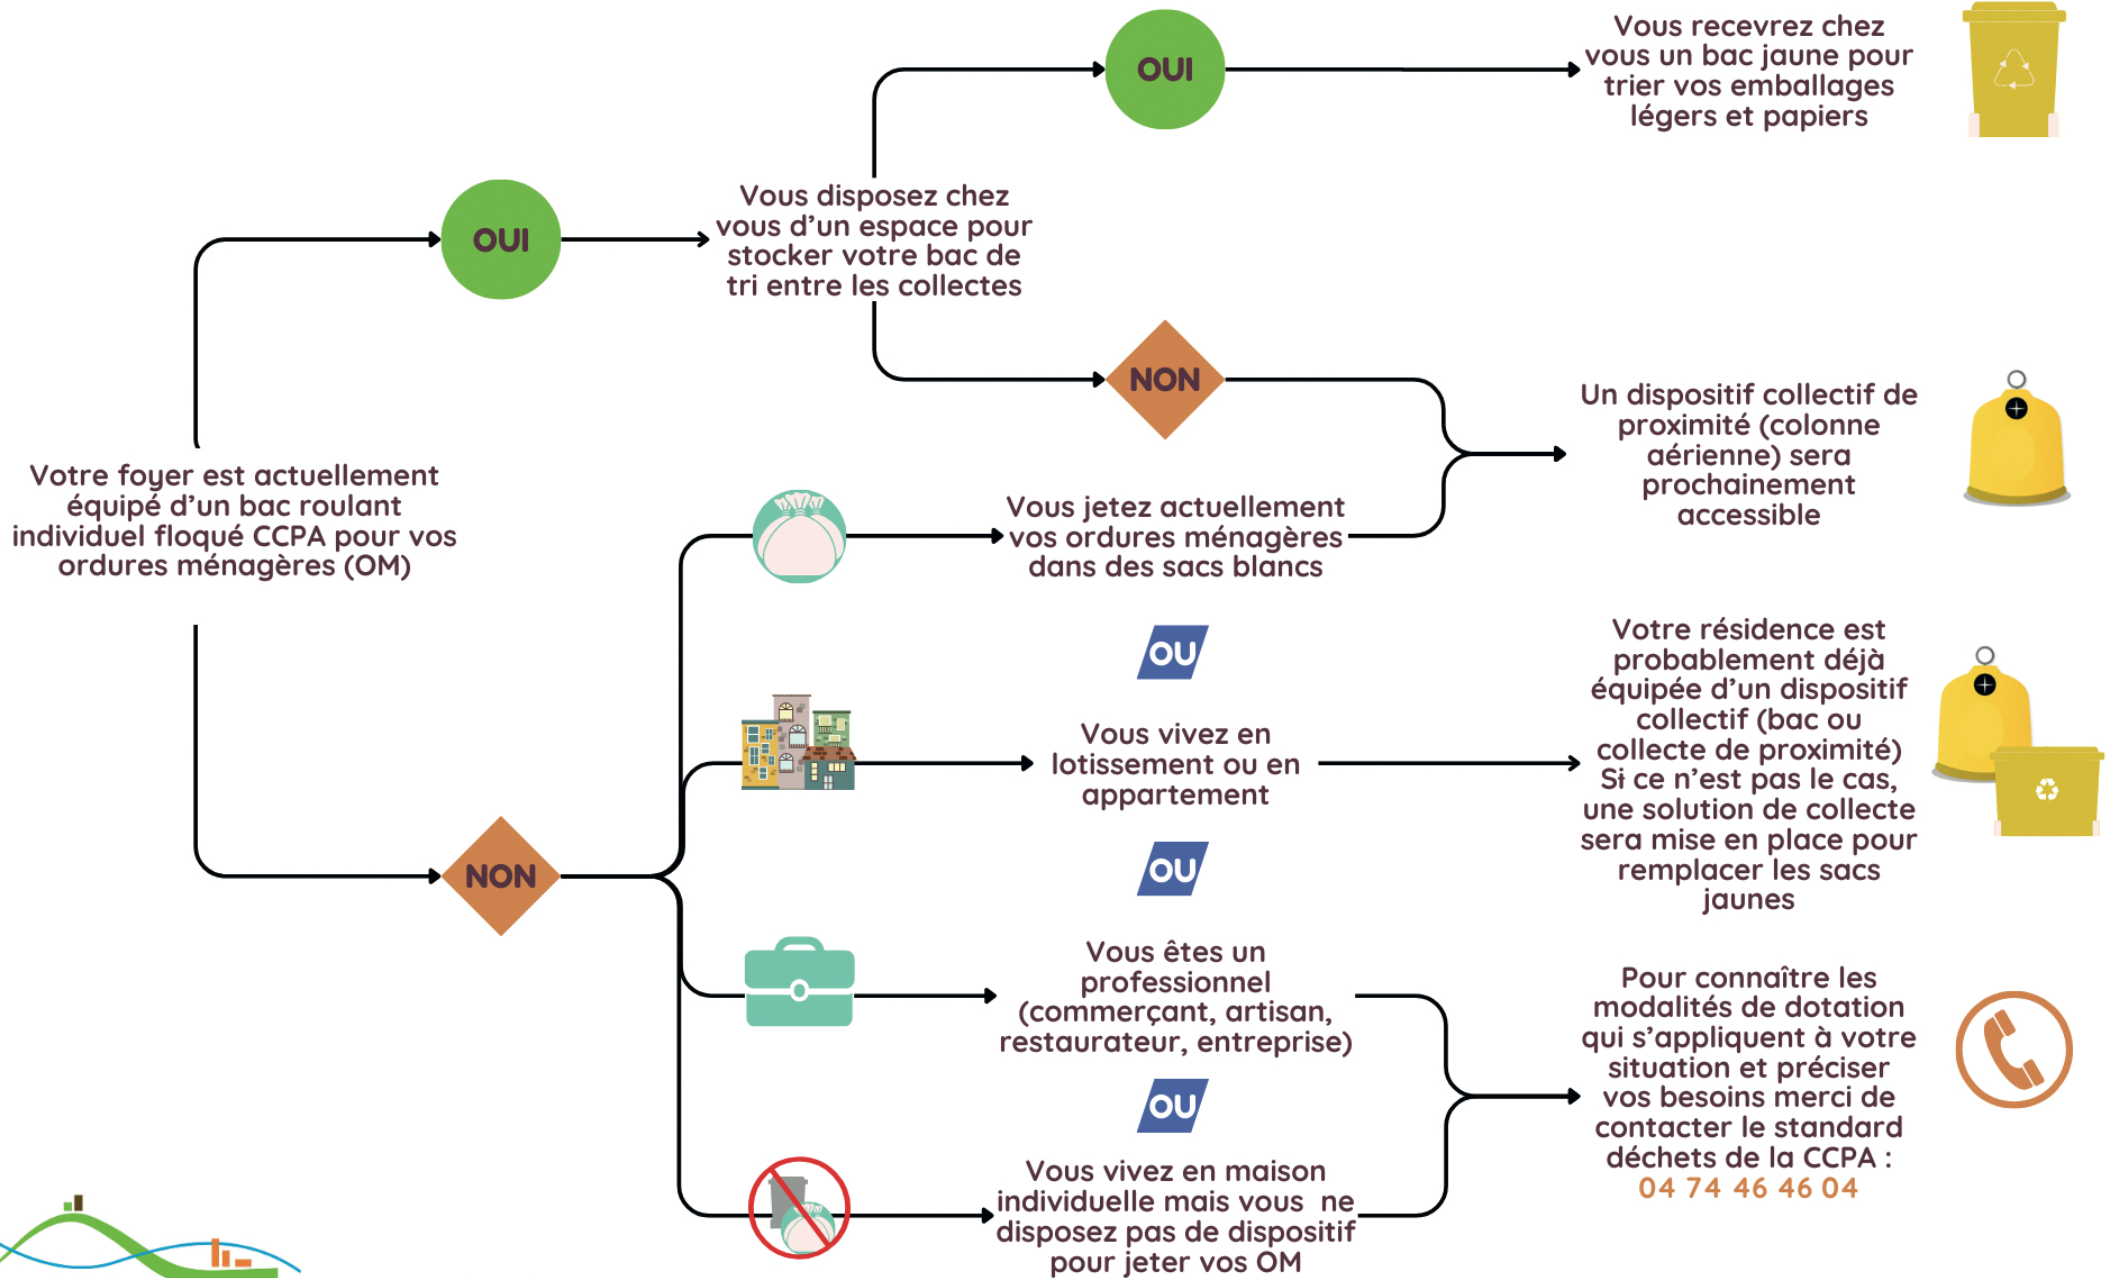 Votre foyer est actuellement
équipé d'un bac roulant
individuel floqué CCPA pour vos
ordures ménagères (OM)
OUI
Vous disposez chez
vous d'un espace pour
stocker votre bac de
tri entre les collectes
OUI
Vous recevrez chez
vous un bac jaune pour
trier vos emballages
légers et papiers
NON
Un dispositif collectif de
proximité (colonne
aérienne) sera
prochainement
accessible
NON
Vous jetez actuellement
vos ordures ménagères
dans des sacs blancs
OU
Vous vivez en
lotissement ou en
appartement
Votre résidence est
probablement déjà
équipée d'un dispositif
collectif (bac ou
collecte de proximité)
Si ce n'est pas le cas,
une solution de collecte
sera mise en place pour
remplacer les sacs
jaunes
OU
Vous êtes un
professionnel
(commerçant, artisan,
restaurateur, entreprise)
OU
Vous vivez en maison
individuelle mais vous  ne
disposez pas de dispositif
pour jeter vos OM
Pour connaître les
modalités de dotation
qui s'appliquent à votre
situation et préciser
vos besoins merci de
contacter le standard
déchets de la CCPA :
04 74 46 46 04